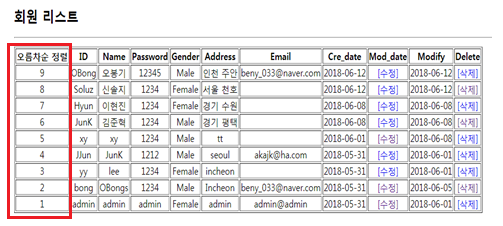 회원 리스트
오름차순 정렬 ID Name Password Gender Address Email Cre_date Mod_date Modify Delete
9 OBong 오봉기 12345 Male 인천 주안 beny_033@naver.com 2018-06-12 [수정] 2018-06-12 [삭제]
8 Soluz 신솔지 1234 Female 서울 천호 2018-06-12 [수정] 2018-06-12 [삭제]
7 Hyun 이현진 1234 Female 경기 수원 2018-06-08 [수정] 2018-06-08 [삭제]
6 JunK 김준혁 1234 Male 경기 평택 2018-06-08 [수정] 2018-06-08 [삭제]
5 xy xy 1234 Male tt 2018-06-01 [수정] 2018-06-08 [삭제]
4 JJun JunK 1212 Male seoul akajk@ha.com 2018-05-31 [수정] 2018-06-01 [삭제]
3 yy lee 1234 Female incheon 2018-05-31 [수정] 2018-06-01 [삭제]
2 bong OBongs 1234 Male Incheon beny_033@naver.com 2018-05-31 [수정] 2018-06-05 [삭제]
1 admin admin admin Female admin admin@admin 2018-05-31 [수정] 2018-06-01 [삭제]